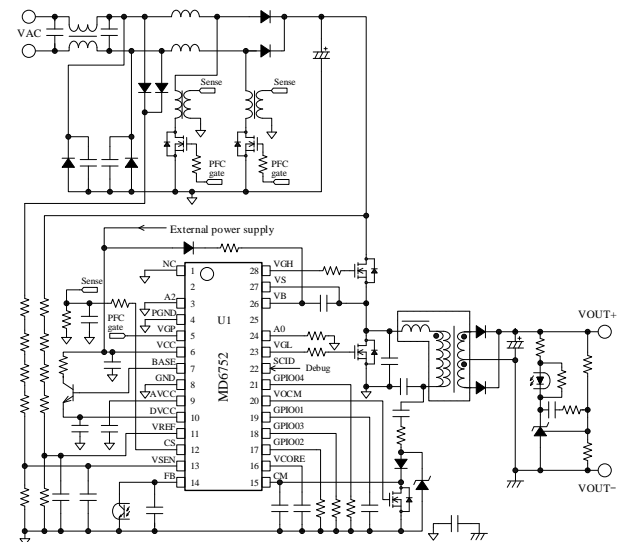 VAC
Sense
Sense
PFC
gate
PFC
gate
External power supply
NC
1
2
A2
3
PGND
4
VGP
5
VCC
6
BASE
7
GND
8
AVCC
9
DVCC
10
VREF
11
CS
12
VSEN
13
FB
14
U1
MD6752
28
VGH
27
VS
26
VB
25
24
A0
23
VGL
22
SCID
Debug
21
GPIO04
20
VOCM
19
GPIO01
18
GPIO03
17
GPIO02
16
VCORE
15
CM
Sense
PFC
gate
VOUT+
VOUT−